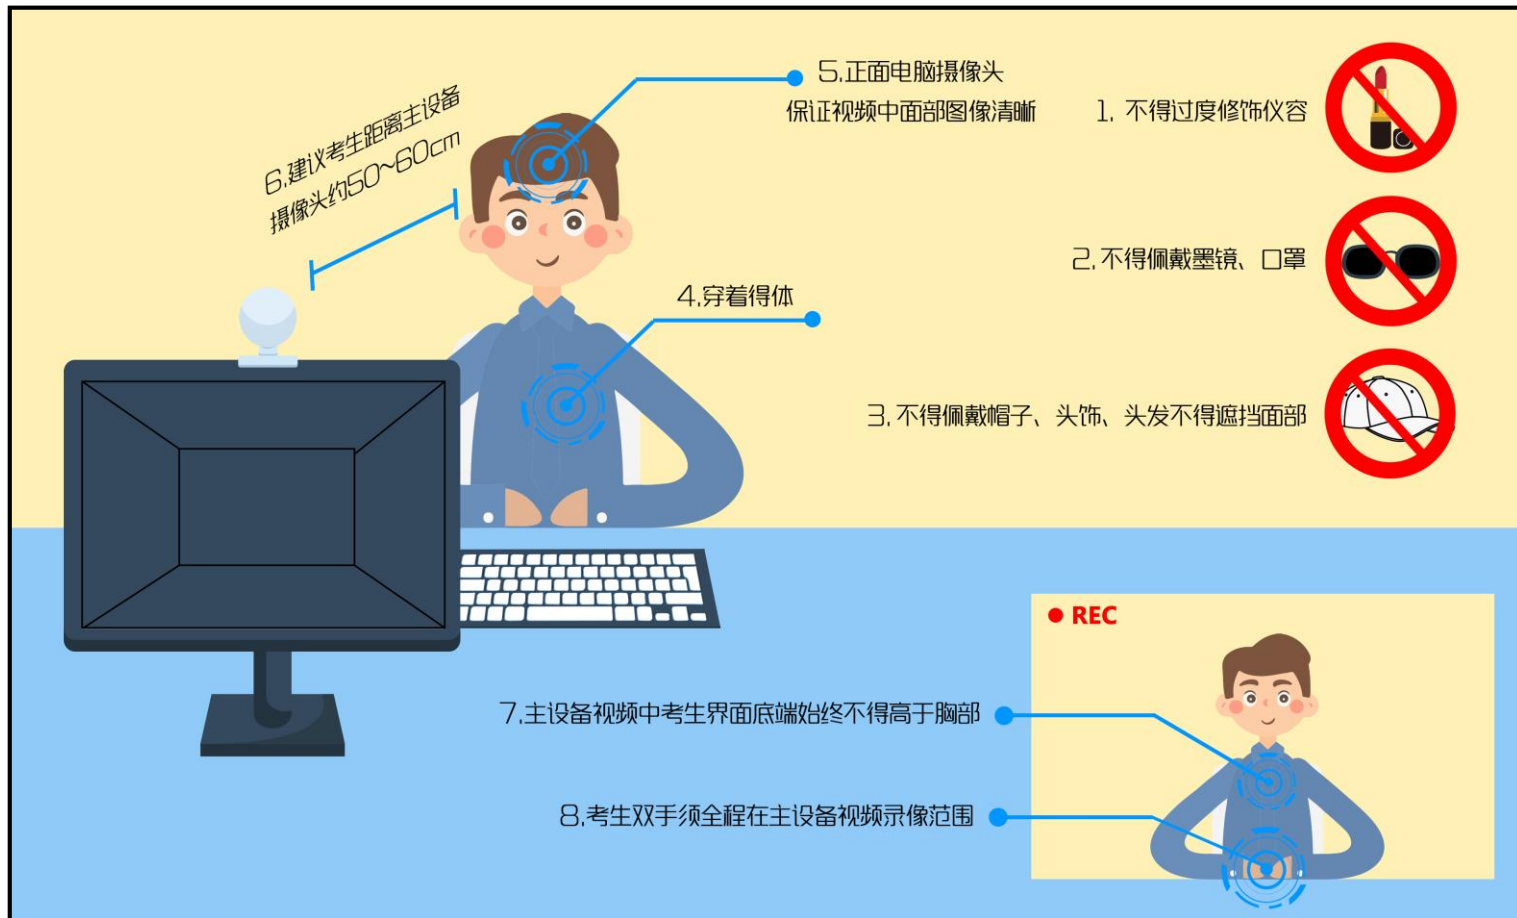 5.正面电脑摄像头
保证视频中面部图像清晰
1. 不得过度修饰仪容
6.建议考生距离主设备
摄像头约50~60cm
2.不得佩戴墨镜、口罩
4.穿着得体
3.不得佩戴帽子、头饰、头发不得遮挡面部
REC
7.主设备视频中考生界面底端始终不得高于胸部
8.考生双手须全程在主设备视频录像范围